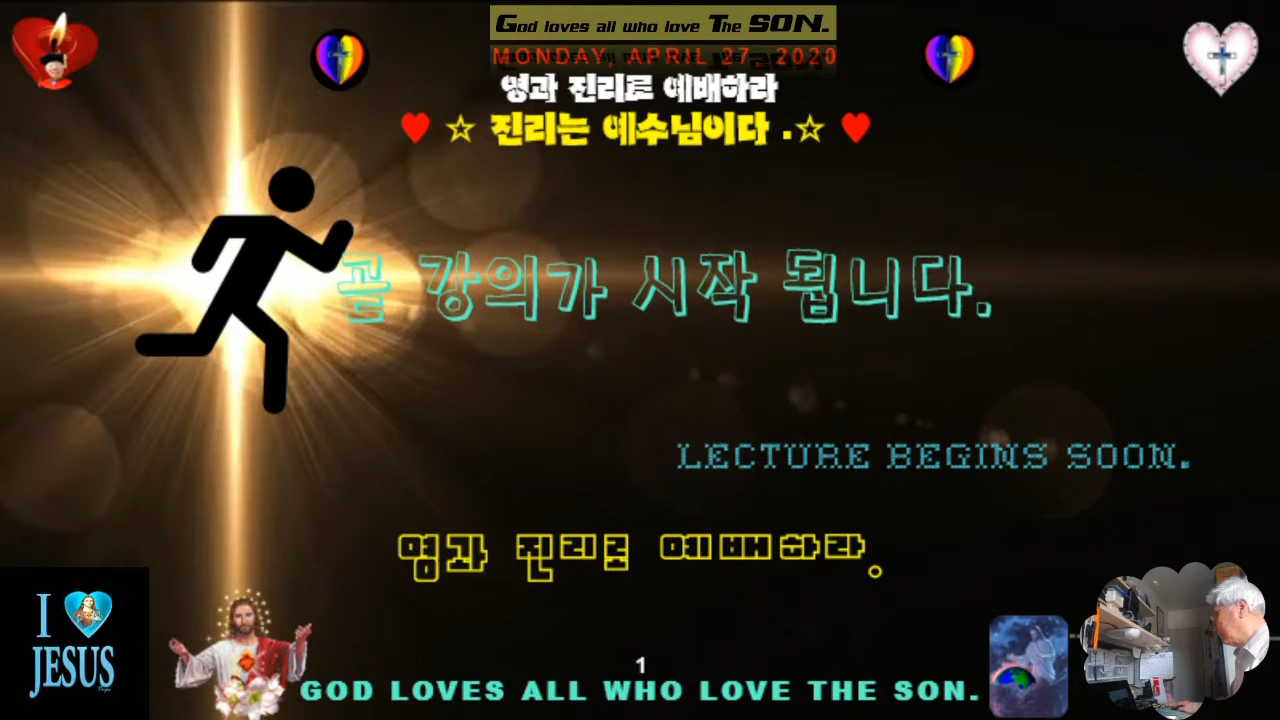 God loves all who love The SON.
MONDAY, APRIL 27, 2020
영과 진리로 예배하라
♥ ☆ 진리는 예수님이다 .☆ ♥
곧 강의가 시작 됩니다.
LECTURE BEGINS SOON.
영과 진리로 예배하라。
I
JESUS
1
GOD LOVES ALL WHO LOVE THE SON.